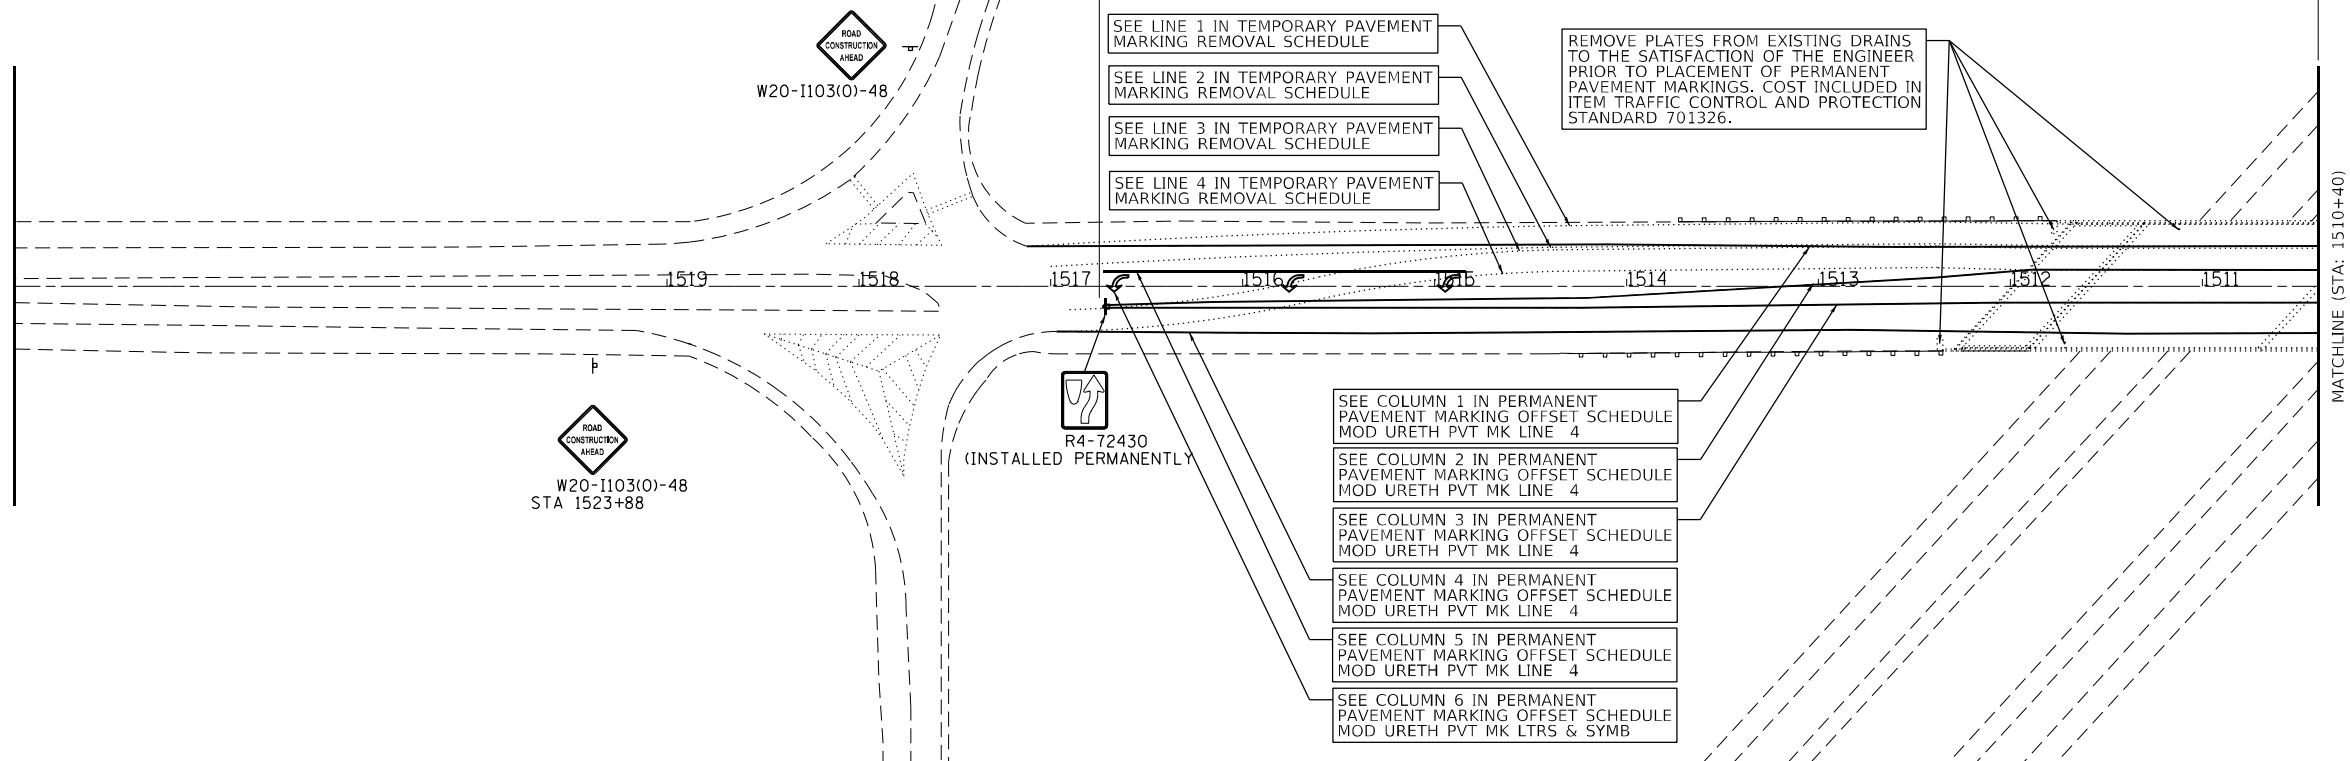 ROAD
CONSTRUCTION
AHEAD
W20-I103(O)-48
SEE LINE 1 IN TEMPORARY PAVEMENT
MARKING REMOVAL SCHEDULE
SEE LINE 2 IN TEMPORARY PAVEMENT
MARKING REMOVAL SCHEDULE
SEE LINE 3 IN TEMPORARY PAVEMENT
MARKING REMOVAL SCHEDULE
SEE LINE 4 IN TEMPORARY PAVEMENT
MARKING REMOVAL SCHEDULE
REMOVE PLATES FROM EXISTING DRAINS
TO THE SATISFACTION OF THE ENGINEER
PRIOR TO PLACEMENT OF PERMANENT
PAVEMENT MARKINGS. COST INCLUDED IN
ITEM TRAFFIC CONTROL AND PROTECTION
STANDARD 701326.
MATCHLINE (STA: 1510+40)
1519 1518 1517 1516 1515 1514 1513 1512 1511
ROAD
CONSTRUCTION
AHEAD
W20-I103(O)-48
STA 1523+88
R4-72430
(INSTALLED PERMANENTLY
SEE COLUMN 1 IN PERMANENT
PAVEMENT MARKING OFFSET SCHEDULE
MOD URETH PVT MK LINE 4
SEE COLUMN 2 IN PERMANENT
PAVEMENT MARKING OFFSET SCHEDULE
MOD URETH PVT MK LINE 4
SEE COLUMN 3 IN PERMANENT
PAVEMENT MARKING OFFSET SCHEDULE
MOD URETH PVT MK LINE 4
SEE COLUMN 4 IN PERMANENT
PAVEMENT MARKING OFFSET SCHEDULE
MOD URETH PVT MK LINE 4
SEE COLUMN 5 IN PERMANENT
PAVEMENT MARKING OFFSET SCHEDULE
MOD URETH PVT MK LINE 4
SEE COLUMN 6 IN PERMANENT
PAVEMENT MARKING OFFSET SCHEDULE
MOD URETH PVT MK LTRS & SYMB